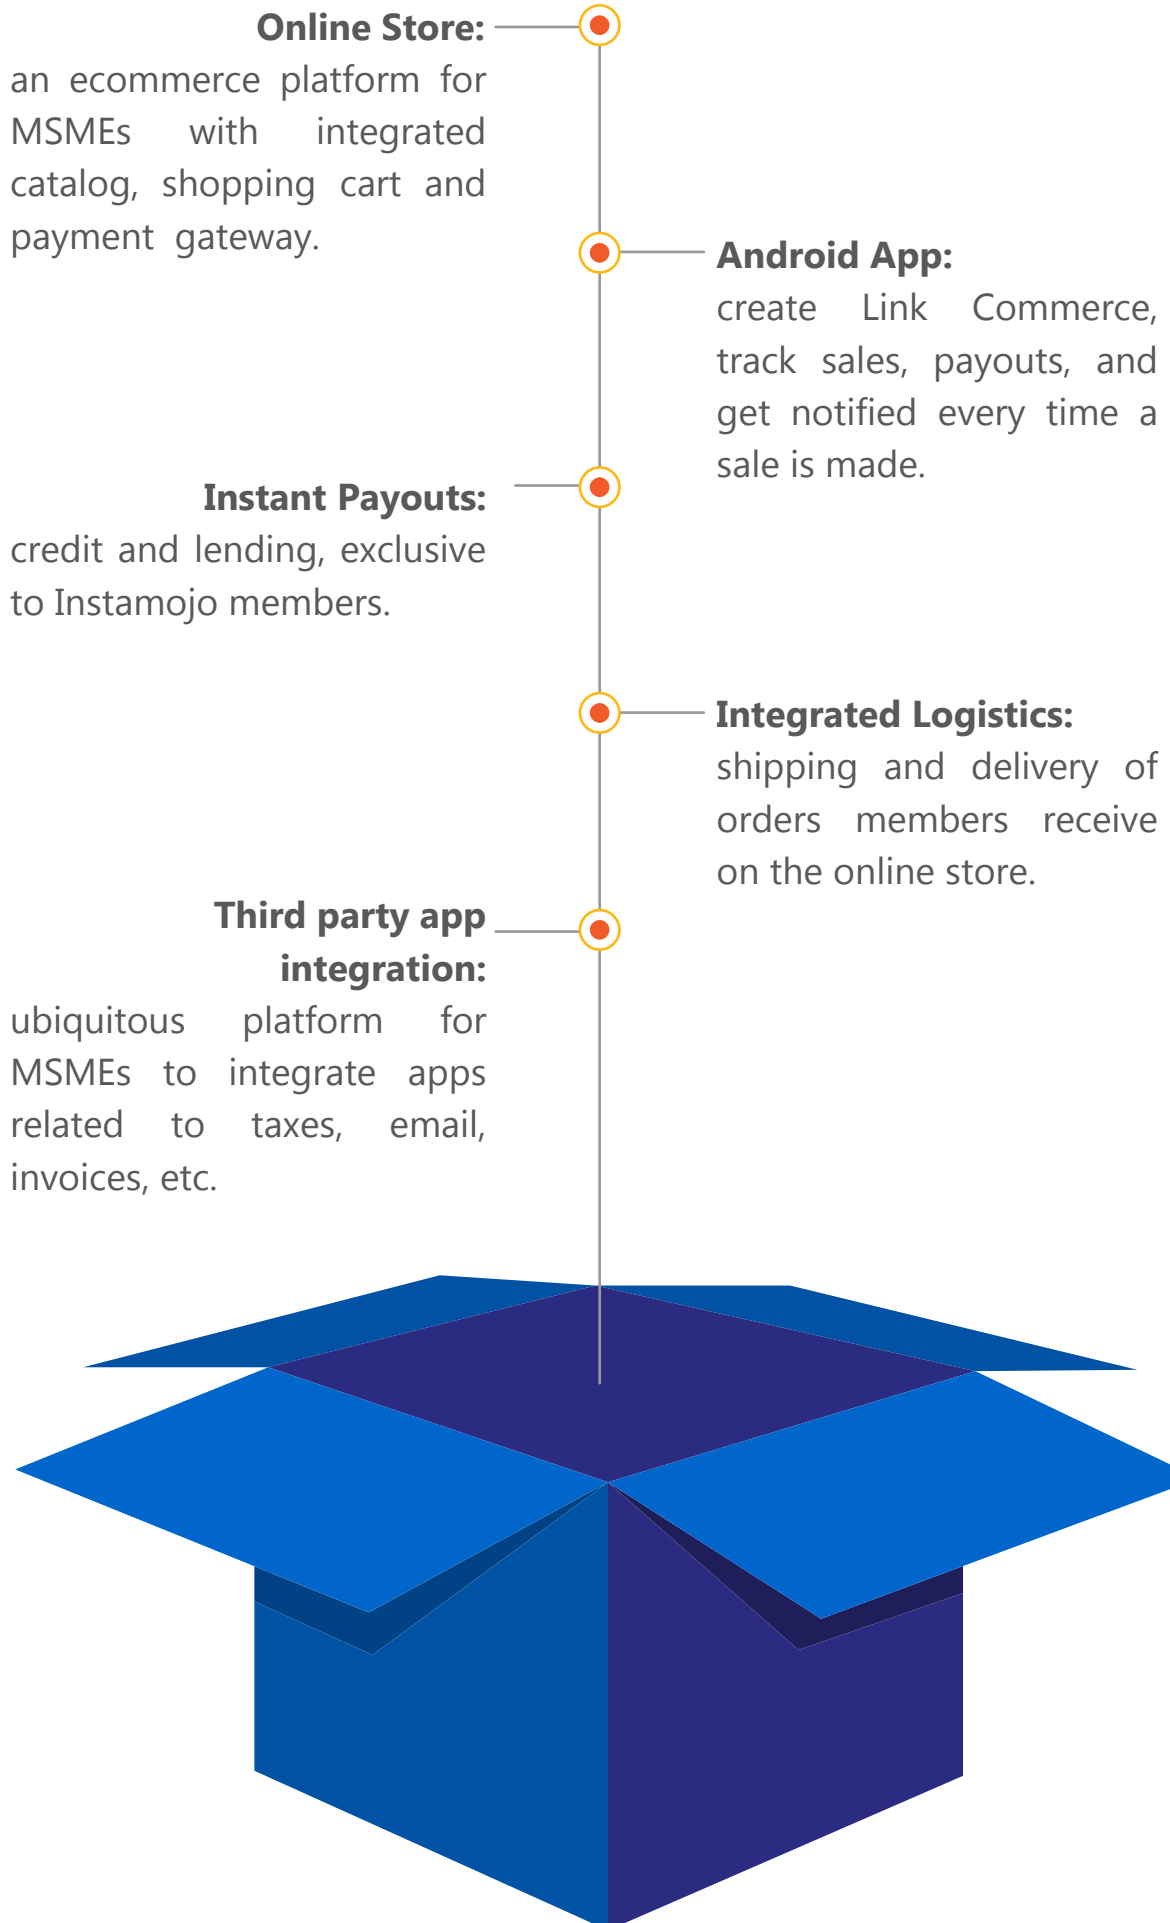 Online Store:
an ecommerce platform for
MSMEs with integrated
catalog, shopping cart and
payment gateway.
Android App:
create Link Commerce,
track sales, payouts, and
get notified every time a
sale is made.
Instant Payouts:
credit and lending, exclusive
to Instamojo members.
Integrated Logistics:
shipping and delivery of
orders members receive
on the online store.
Third party app
integration:
ubiquitous platform for
MSMEs to integrate apps
related to taxes, email,
invoices, etc.